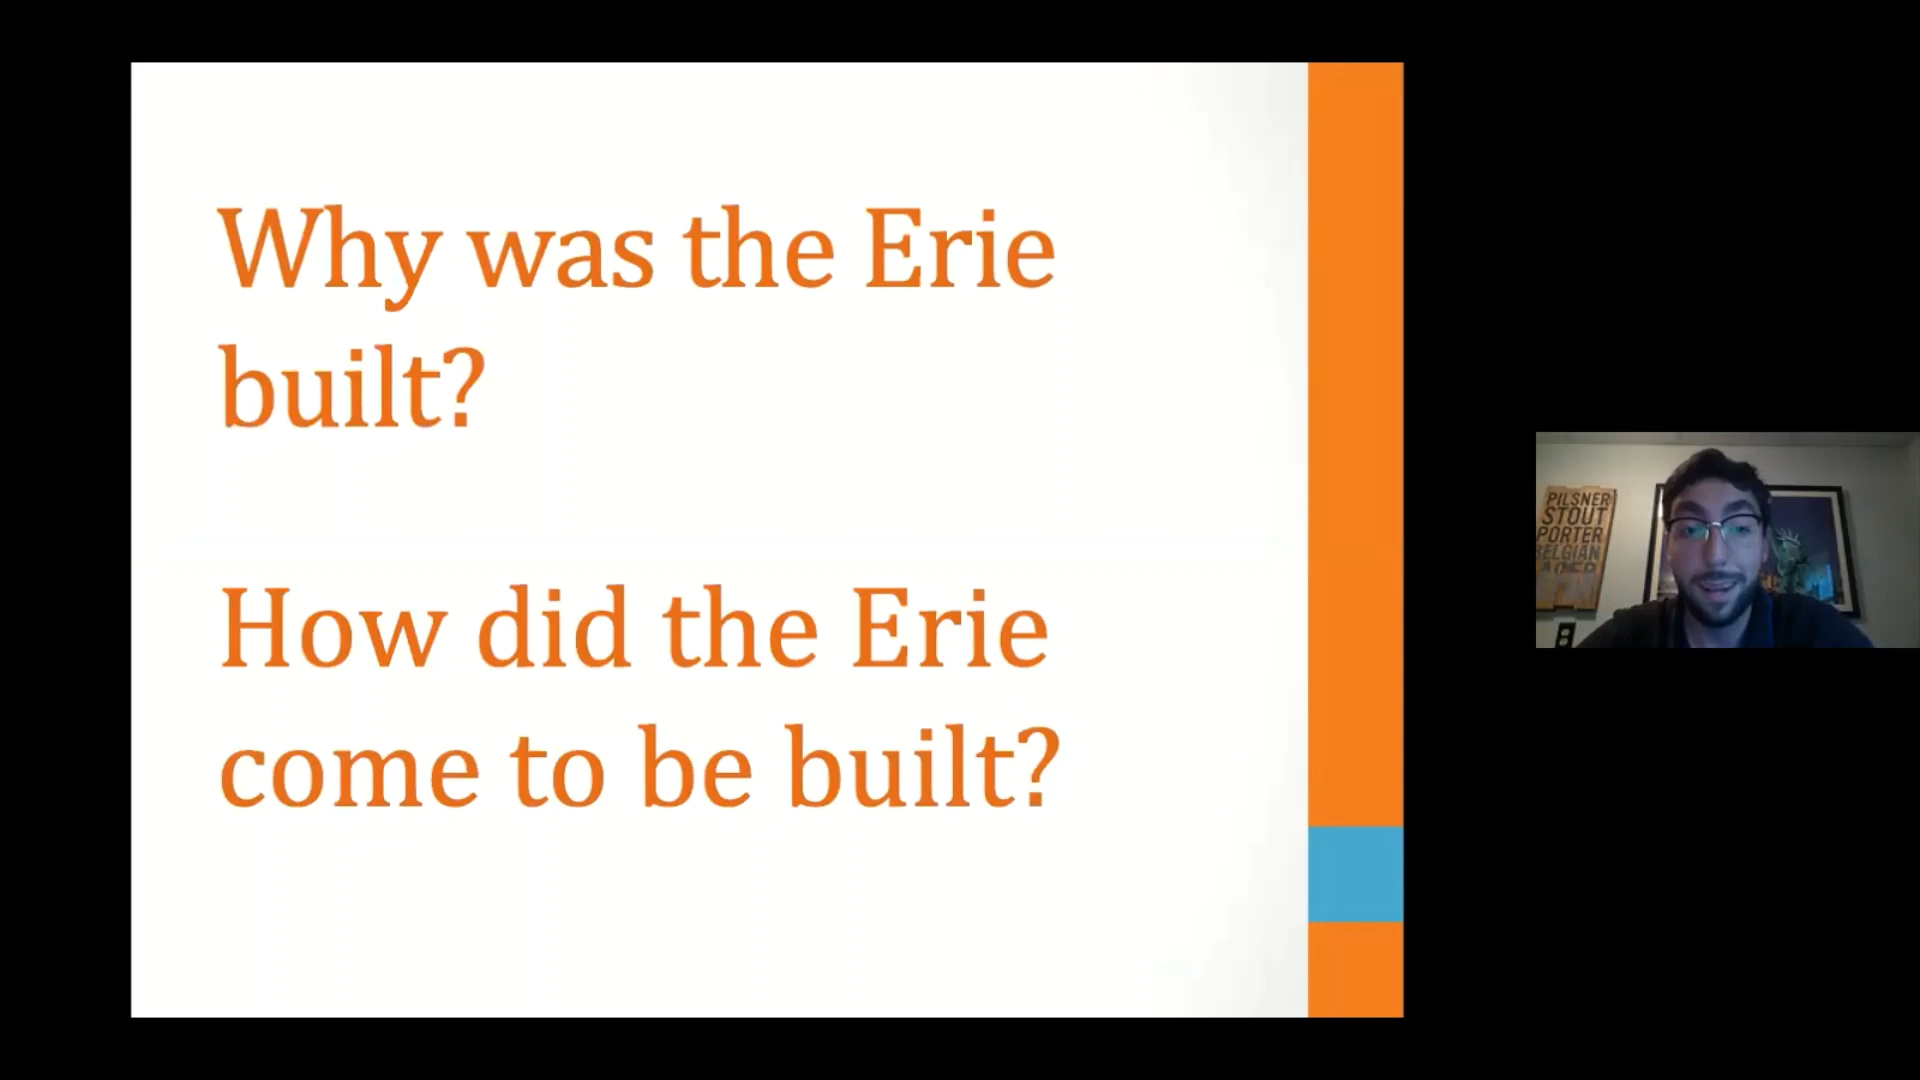 Why was the Erie
built?
How did the Erie
come to be built?
PILSNER
STOUT
PORTER
BELGIAN